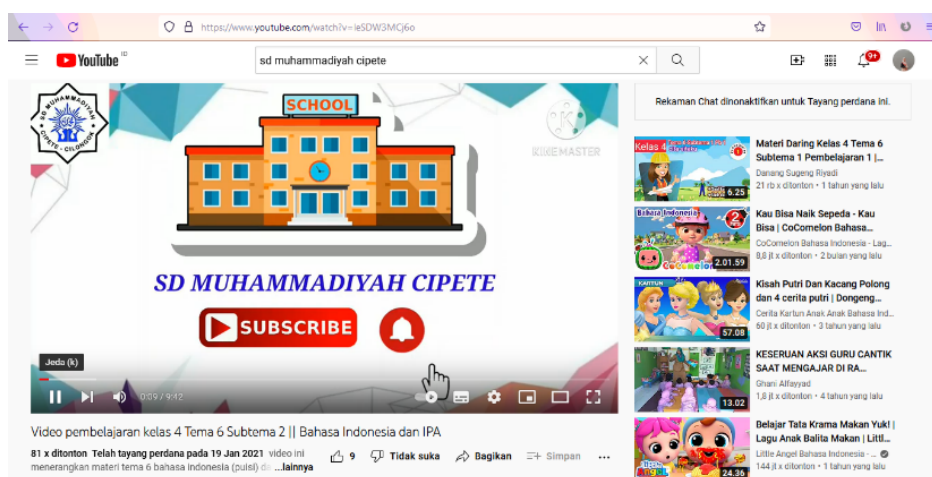 https://www.youtube.com/watch?v=ieSDW3MCj6o
YouTube ID
sd muhammadiyah cipete
9+
SD MUHAMMADIYAH
CIPETE - CILONGOK
SCHOOL
KINEMASTER
SD MUHAMMADIYAH CIPETE
SUBSCRIBE
Jeda (k)
0:09 / 9:42
Video pembelajaran kelas 4 Tema 6 Subtema 2 || Bahasa Indonesia dan IPA
81 x ditonton Telah tayang perdana pada 19 Jan 2021 video ini
menerangkan materi tema 6 bahasa indonesia (puisi) da ...lainnya
9
Tidak suka
Bagikan
Simpan
Rekaman Chat dinonaktifkan untuk Tayang perdana ini.
Kelas 4
6.25
Materi Daring Kelas 4 Tema 6
Subtema 1 Pembelajaran 1 |...
Danang Sugeng Riyadi
21 rb x ditonton • 1 tahun yang lalu
Bahasa Indonesia
2
CoComelon
2.01.59
Kau Bisa Naik Sepeda - Kau
Bisa | CoComelon Bahasa...
CoComelon Bahasa Indonesia - Lag...
8,8 jt x ditonton • 2 bulan yang lalu
KARTUN
57.08
Kisah Putri Dan Kacang Polong
dan 4 cerita putri | Dongeng...
Cerita Kartun Anak Anak Bahasa Ind...
60 jt x ditonton • 3 tahun yang lalu
13.02
KESERUAN AKSI GURU CANTIK
SAAT MENGAJAR DI RA...
Ghani Alfayyad
1,8 jt x ditonton • 4 tahun yang lalu
24.36
Belajar Tata Krama Makan Yuk! |
Lagu Anak Balita Makan | Littl...
Little Angel Bahasa Indonesia - ...
144 jt x ditonton • 1 tahun yang lalu